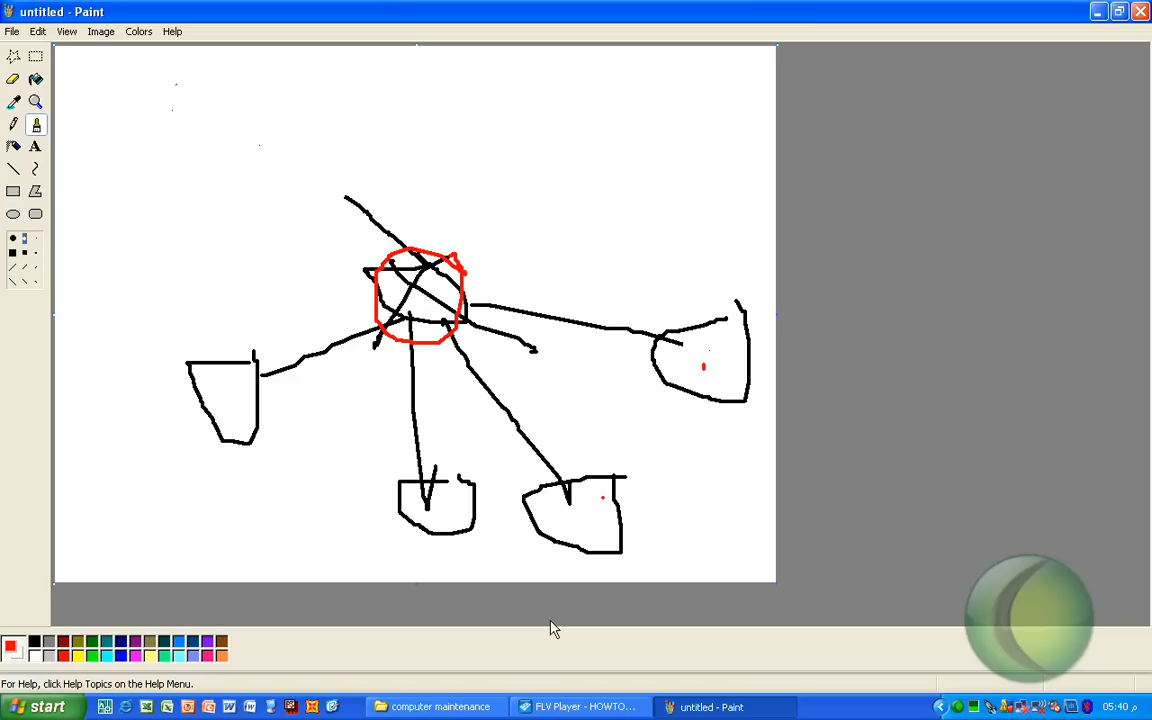 untitled - Paint
File Edit View Image Colors Help
A
For Help, click Help Topics on the Help Menu.
start computer maintenance FLV Player - HOWTO... untitled - Paint 05:40 م